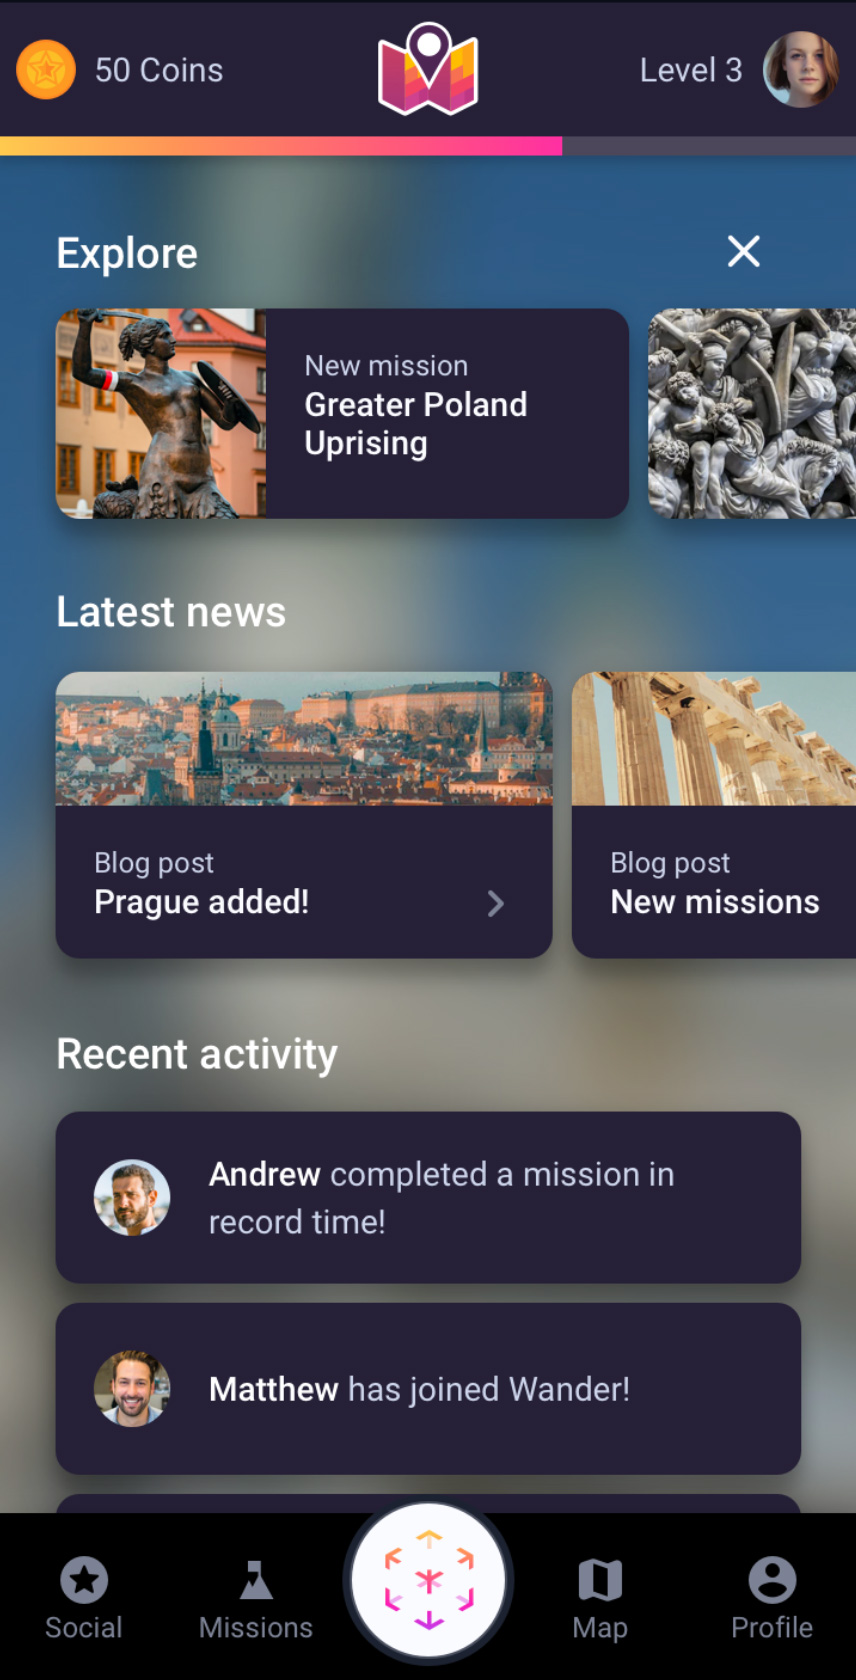 50 Coins
Level 3
Explore
New mission
Greater Poland
Uprising
Latest news
Blog post
Prague added!
Blog post
New missions
Recent activity
Andrew completed a mission in
record time!
Matthew has joined Wander!
Social
Missions
Map
Profile